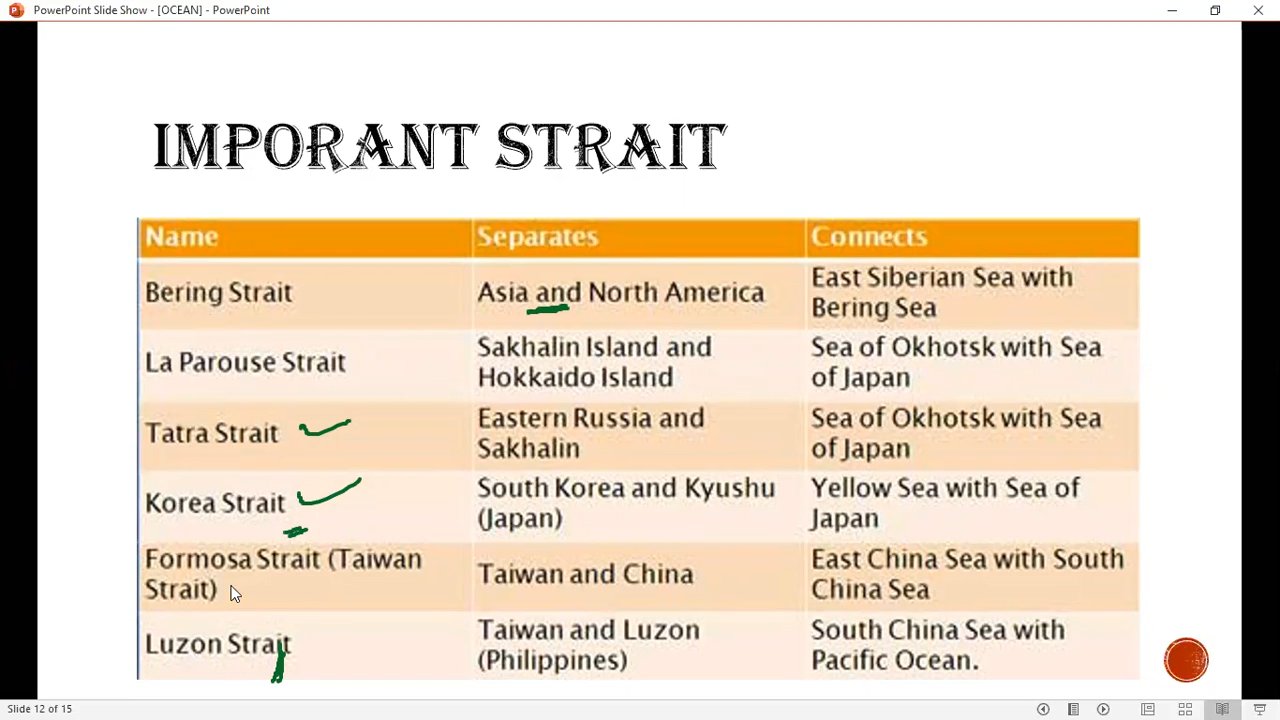 PowerPoint Slide Show - [OCEAN] - PowerPoint
IMPORANT STRAIT
Name Separates Connects
Bering Strait Asia and North America East Siberian Sea with
Bering Sea
La Parouse Strait Sakhalin Island and
Hokkaido Island Sea of Okhotsk with Sea
of Japan
Tatra Strait Eastern Russia and
Sakhalin Sea of Okhotsk with Sea
of Japan
Korea Strait South Korea and Kyushu
(Japan) Yellow Sea with Sea of
Japan
Formosa Strait (Taiwan
Strait) Taiwan and China East China Sea with South
China Sea
Luzon Strait Taiwan and Luzon
(Philippines) South China Sea with
Pacific Ocean.
Slide 12 of 15